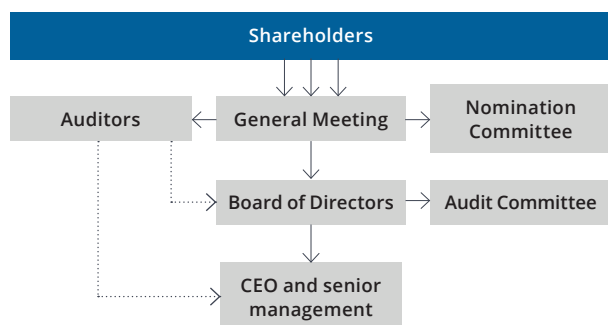 Shareholders
Auditors
General Meeting
Nomination
Committee
Board of Directors
Audit Committee
CEO and senior
management